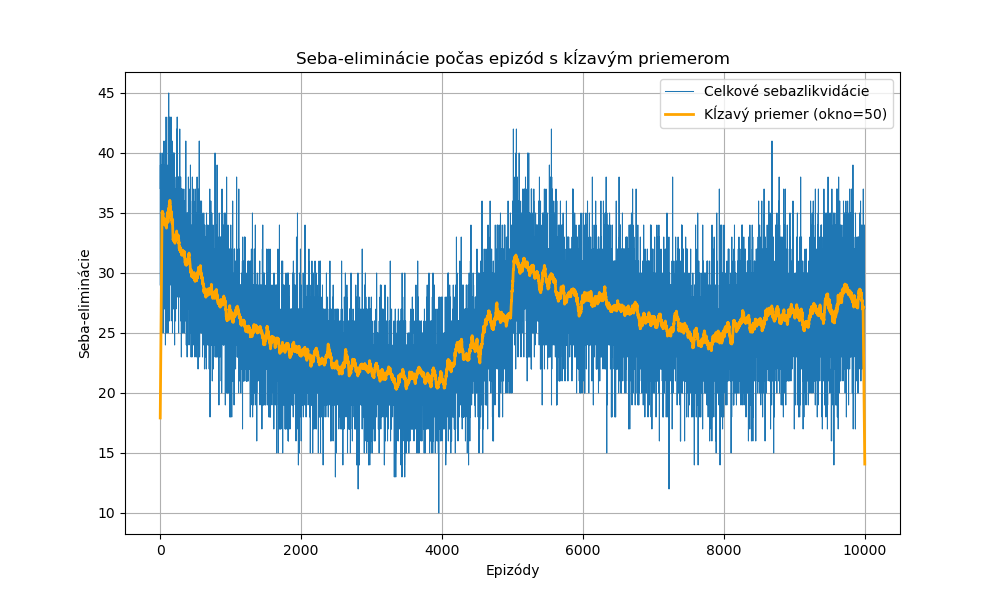 Seba-eliminácie počas epizód s kĺzavým priemerom
Celkové sebazlikvidácie
Kĺzavý priemer (okno=50)
Seba-eliminácie
45
40
35
30
25
20
15
10
0
2000
4000
6000
8000
10000
Epizódy